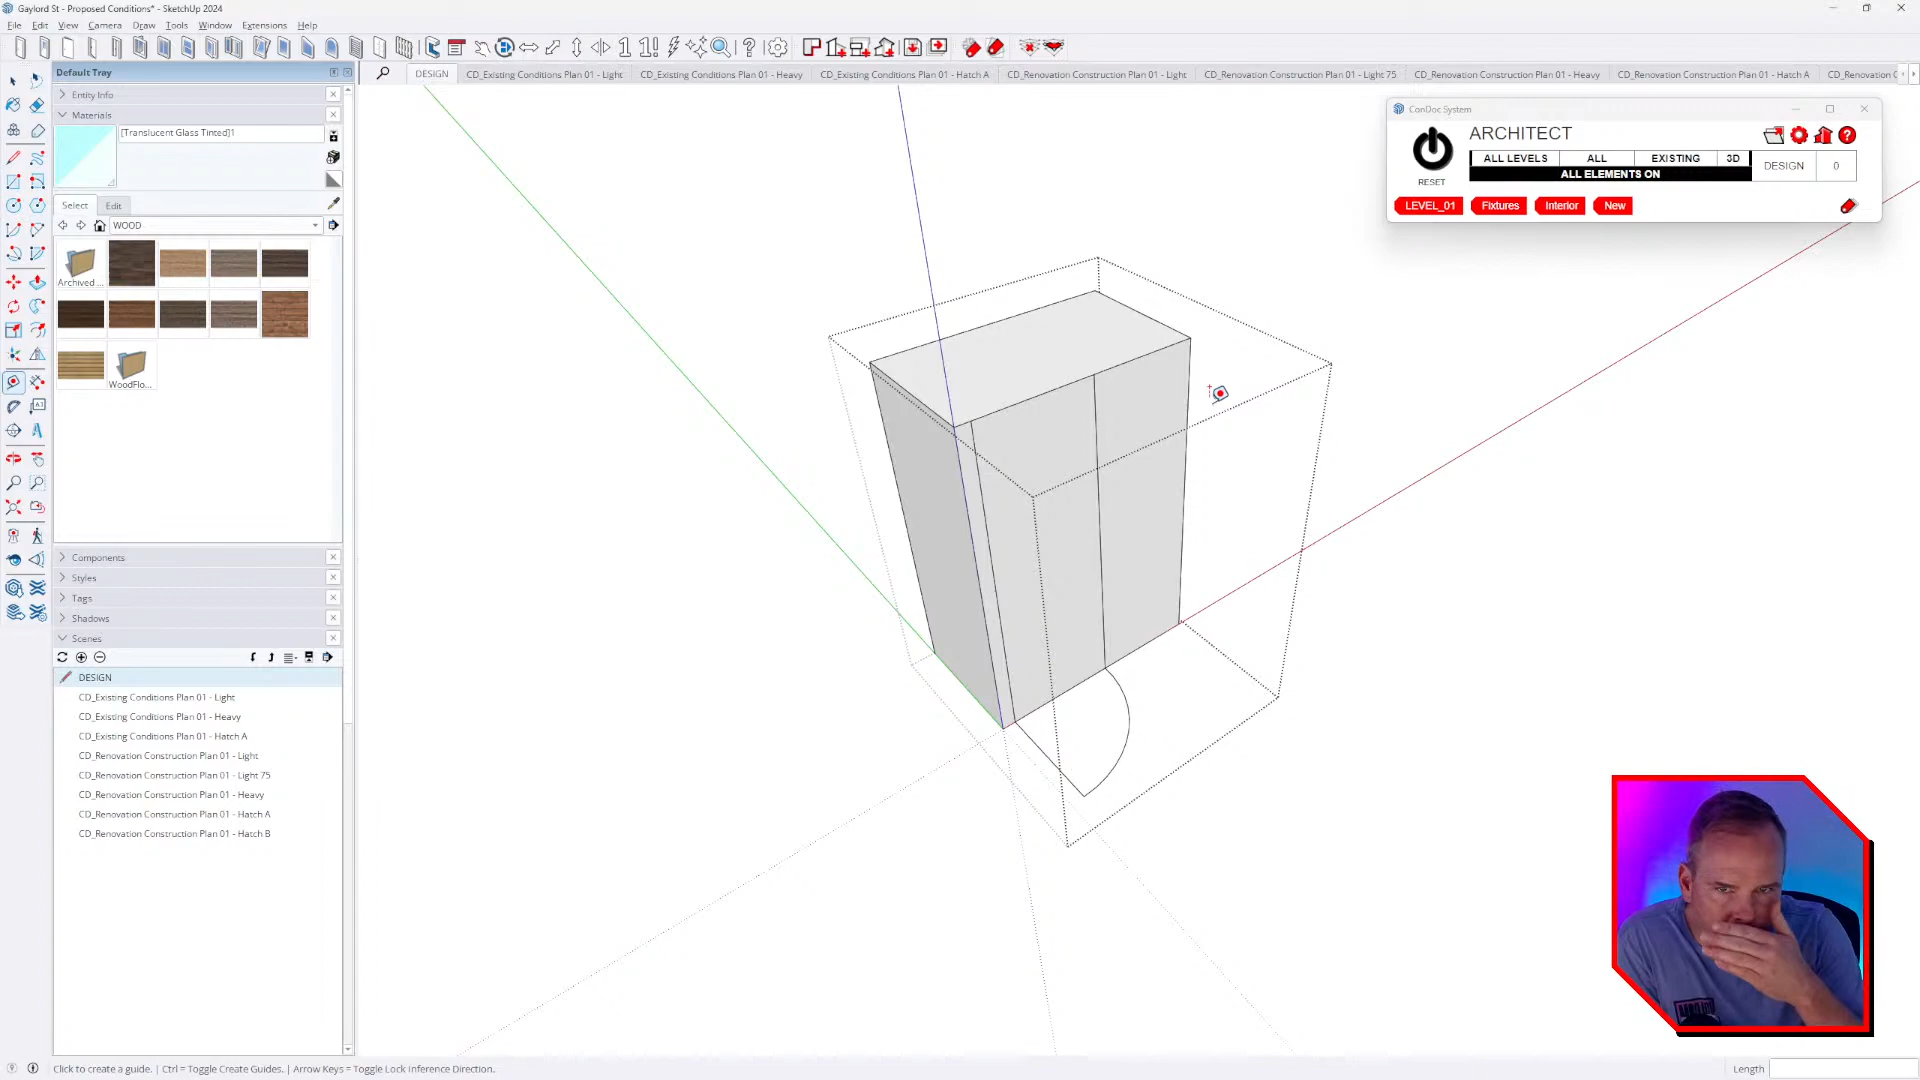 Gaylord St - Proposed Conditions* - SketchUp 2024
File Edit View Camera Draw Tools Window Extensions Help
Default Tray
DESIGN CD_Existing Conditions Plan 01 - Light CD_Existing Conditions Plan 01 - Heavy CD_Existing Conditions Plan 01 - Hatch A CD_Renovation Construction Plan 01 - Light CD_Renovation Construction Plan 01 - Light 75 CD_Renovation Construction Plan 01 - Heavy CD_Renovation Construction Plan 01 - Hatch A CD_Renovation C
Entity Info
Materials
[Translucent Glass Tinted]1
Select Edit
WOOD
Archived ...
WoodFlo...
Components
Styles
Tags
Shadows
Scenes
DESIGN
CD_Existing Conditions Plan 01 - Light
CD_Existing Conditions Plan 01 - Heavy
CD_Existing Conditions Plan 01 - Hatch A
CD_Renovation Construction Plan 01 - Light
CD_Renovation Construction Plan 01 - Light 75
CD_Renovation Construction Plan 01 - Heavy
CD_Renovation Construction Plan 01 - Hatch A
CD_Renovation Construction Plan 01 - Hatch B
ConDoc System
ARCHITECT
RESET
ALL LEVELS ALL EXISTING 3D
ALL ELEMENTS ON
DESIGN 0
LEVEL_01 Fixtures Interior New
Click to create a guide. | Ctrl = Toggle Create Guides. | Arrow Keys = Toggle Lock Inference Direction.
Length